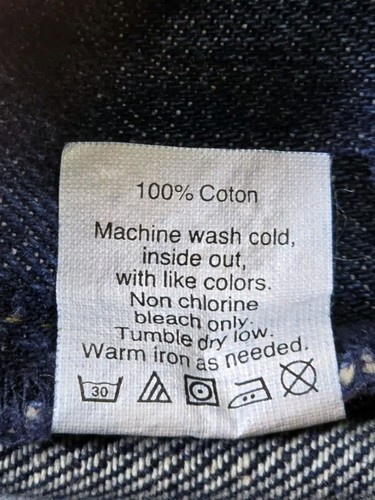 100% Coton
Machine wash cold,
inside out,
with like colors.
Non chlorine
bleach only.
Tumble dry low.
Warm iron as needed.
30